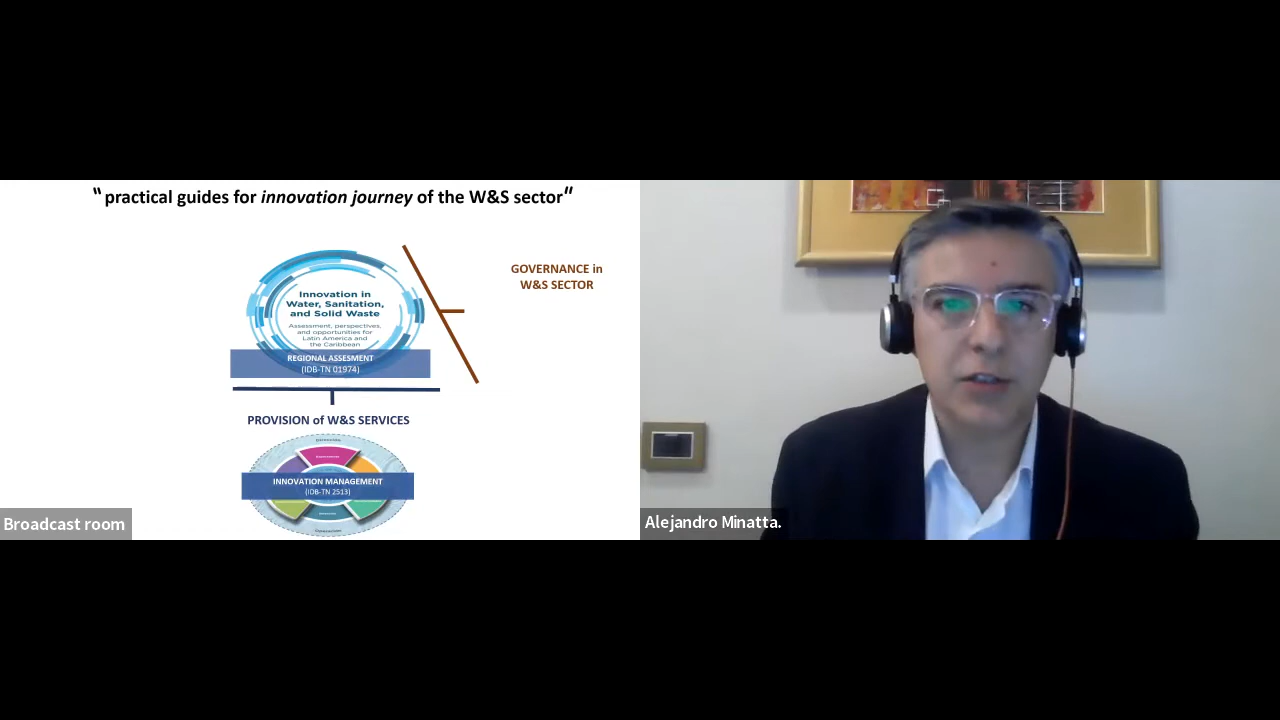 “practical guides for innovation journey of the W&S sector“
GOVERNANCE in
W&S SECTOR
Innovation in
Water, Sanitation,
and Solid Waste
Assessment, perspectives,
and opportunities for
Latin America and
the Caribbean
REGIONAL ASSESMENT
(IDB-TN 01974)
PROVISION of W&S SERVICES
INNOVATION MANAGEMENT
(IDB-TN 2513)
Broadcast room
Alejandro Minatta.